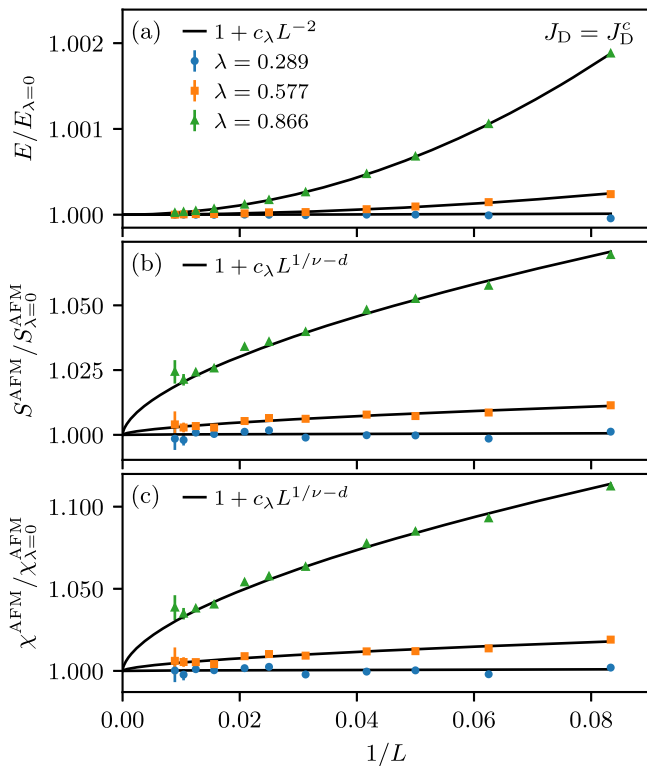 (a)
1 + c_λ L^{-2}
J_D = J_D^c
λ = 0.289
λ = 0.577
λ = 0.866
E/E_{λ=0}
1.002
1.001
1.000
(b)
1 + c_λ L^{1/ν−d}
S^{AFM}/S^{AFM}_{λ=0}
1.050
1.025
1.000
(c)
1 + c_λ L^{1/ν−d}
χ^{AFM}/χ^{AFM}_{λ=0}
1.100
1.050
1.000
0.00 0.02 0.04 0.06 0.08
1/L